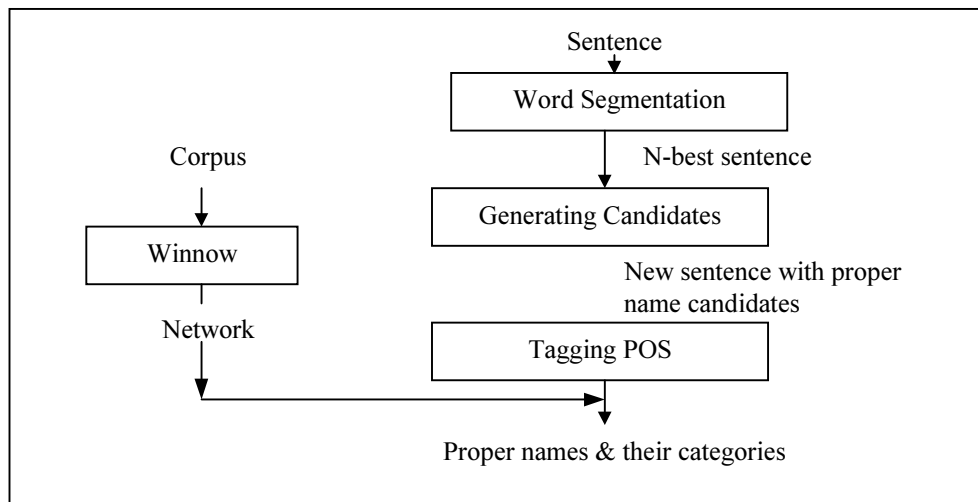 Sentence
Word Segmentation
N-best sentence
Corpus
Generating Candidates
Winnow
New sentence with proper
name candidates
Network
Tagging POS
Proper names & their categories